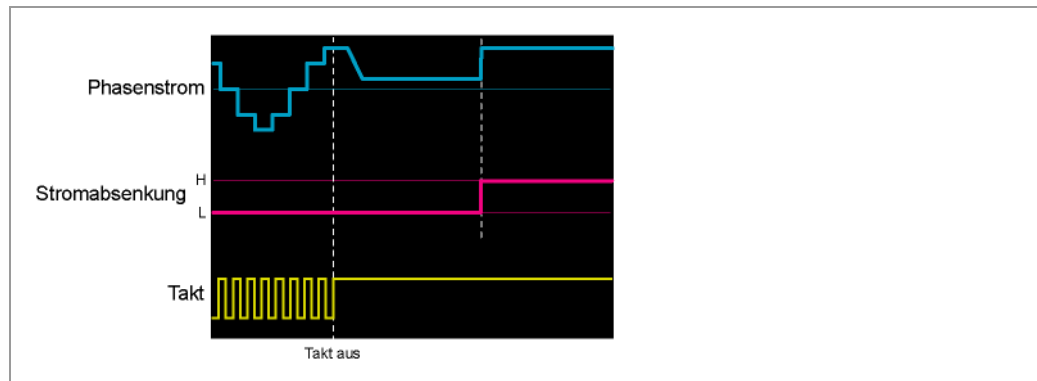 Phasenstrom
H
Stromabsenkung
L
Takt
Takt aus